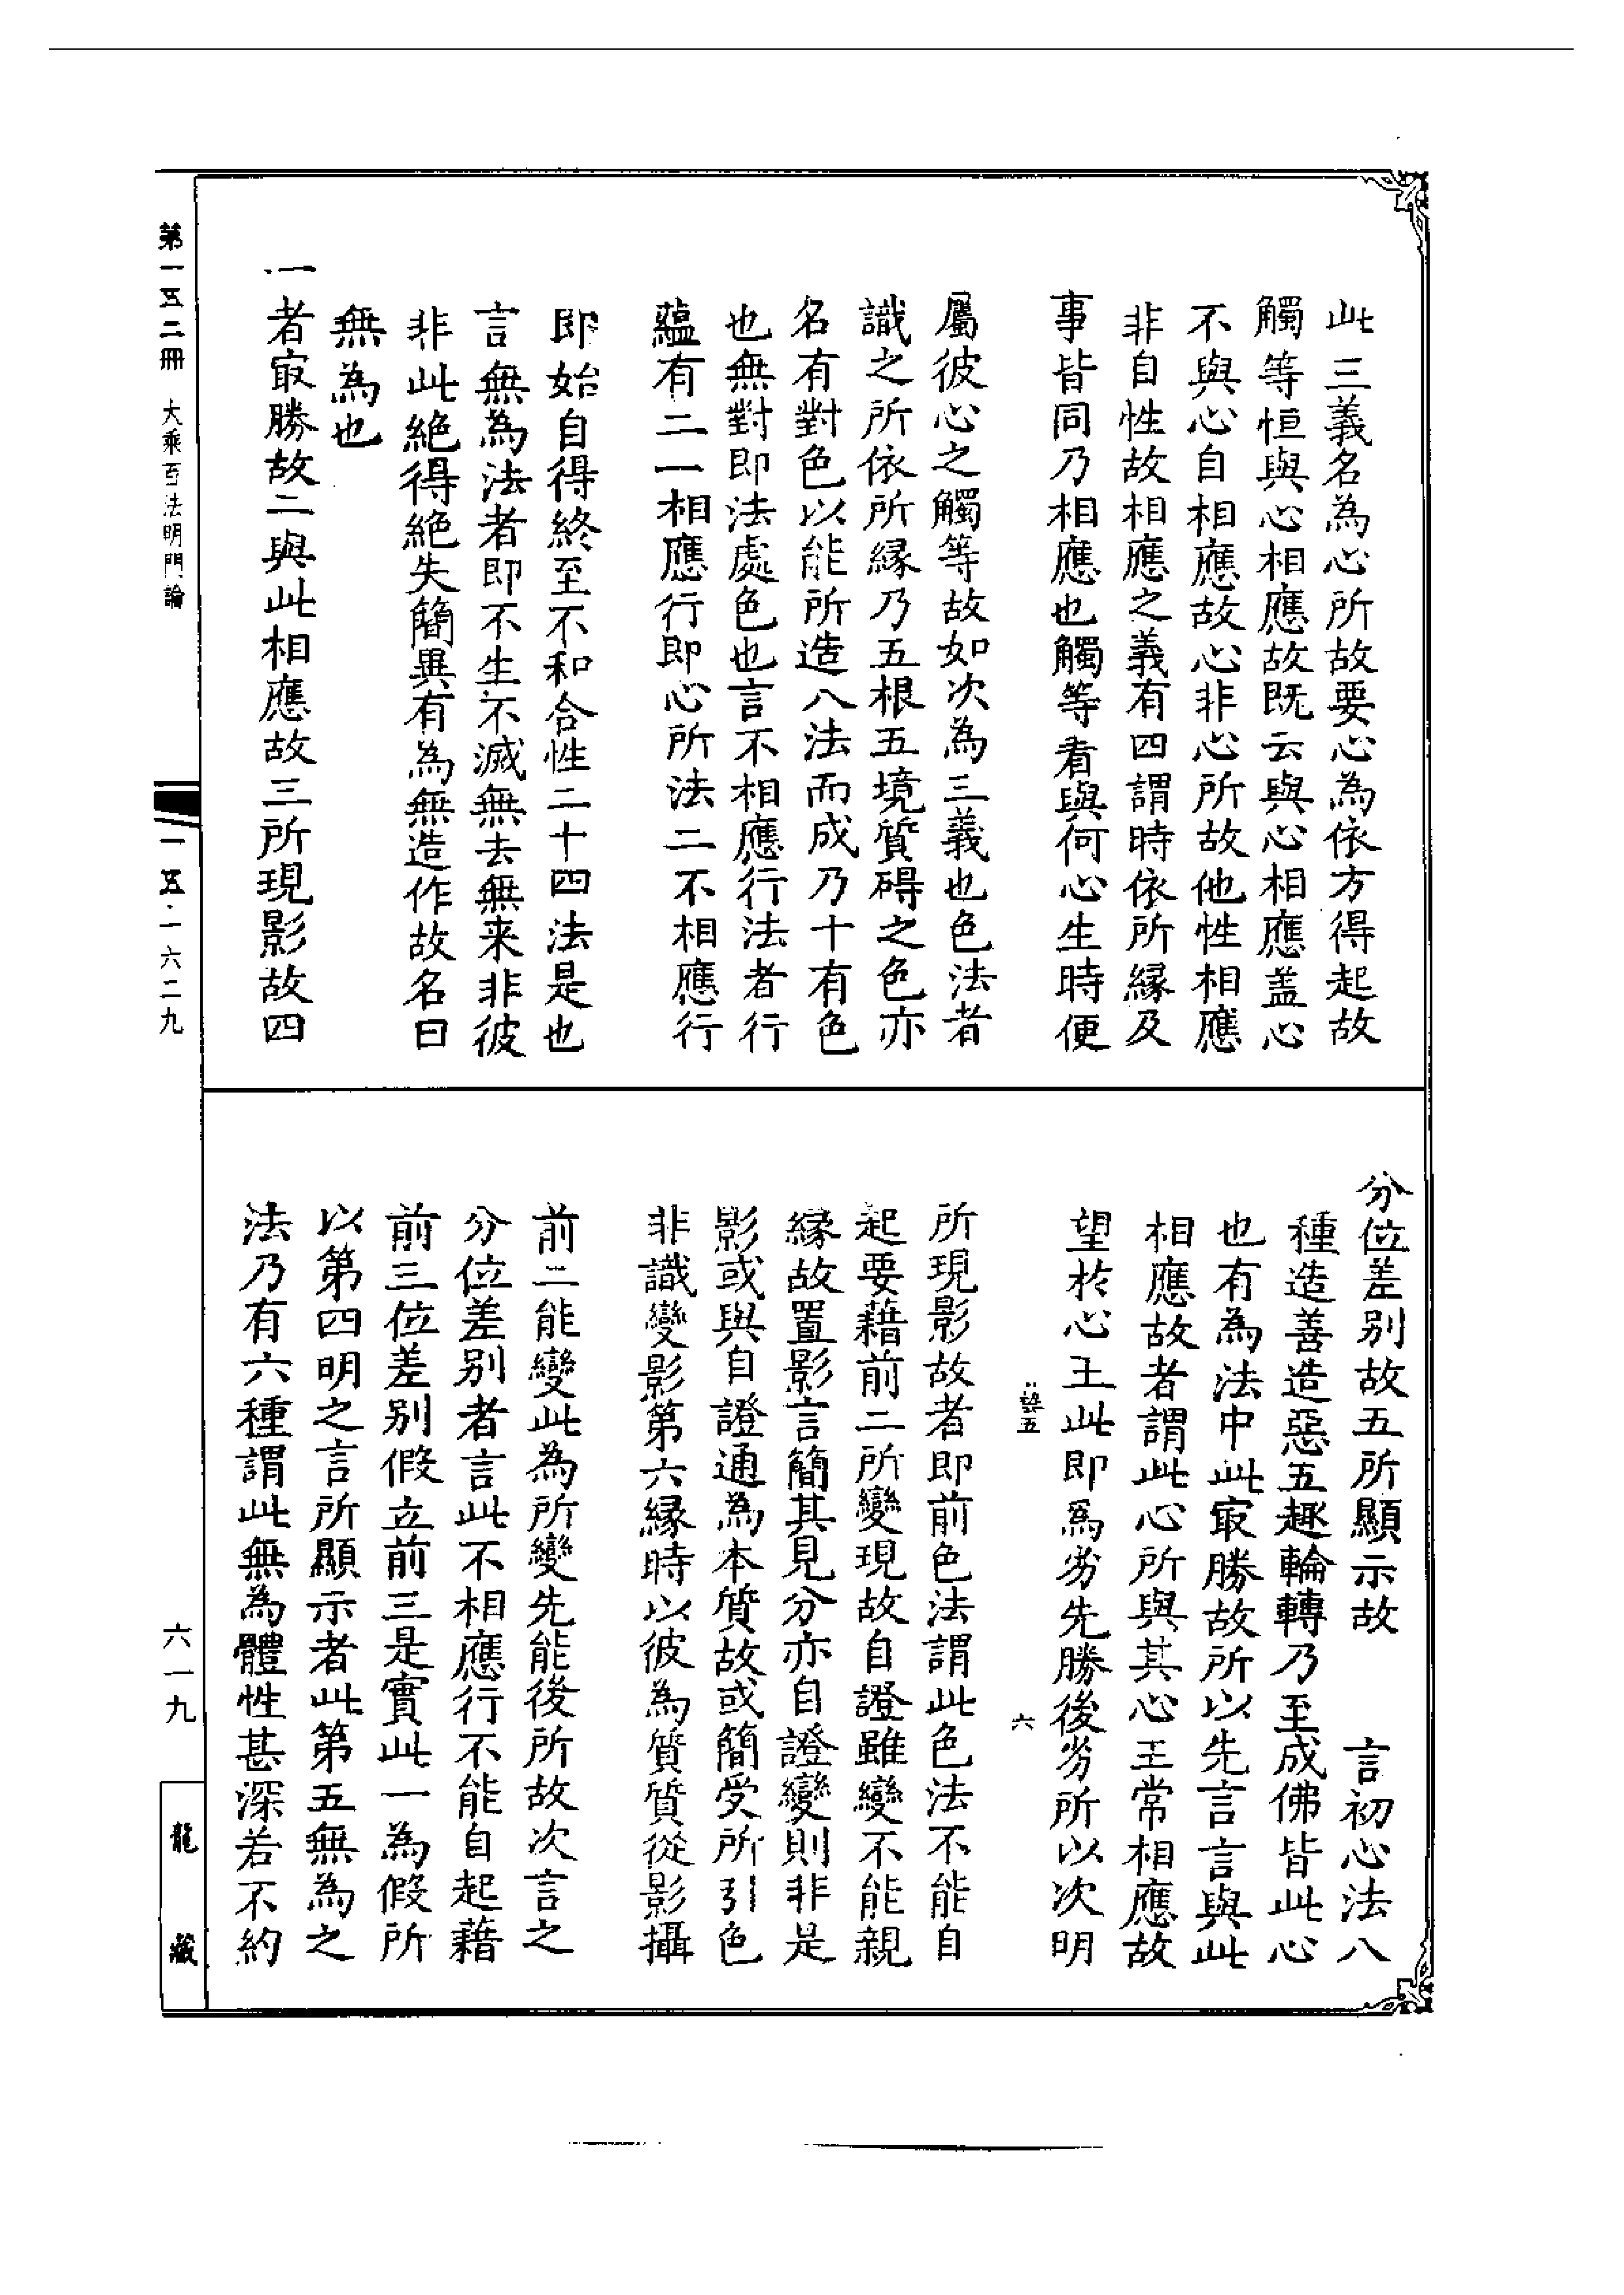 此三義名為心所故要心為依方得起故
觸等恒與心相應故既云與心相應盖心
不與心自相應故心非心所故他性相應
非自性故相應之義有四謂時依所縁及
事皆同乃相應也觸等看與何心生時便
屬彼心之觸等故如次為三義也色法者
識之所依所縁乃五根五境質碍之色亦
名有對色以能所造八法而成乃十有色
也無對即法處色也言不相應行法者行
蘊有二一相應行即心所法二不相應行
即始自得終至不和合性二十四法是也
言無為法者即不生不滅無去無来非彼
非此絶得絶失簡異有為無造作故名曰
無為也
一者㝡勝故二與此相應故三所現影故四
分位差別故五所顯示故　言初心法八
種造善造惡五趣輪轉乃至成佛皆此心
也有為法中此㝡勝故所以先言言與此
相應故者謂此心所與其心王常相應故
望於心王此即為劣先勝後劣所以次明
六
所現影故者即前色法謂此色法不能自
起要藉前二所變現故自證雖變不能親
縁故置影言簡其見分亦自證變則非是
影或與自證通為本質故或簡受所引色
非識變影第六縁時以彼為質質從影攝
前二能變此為所變先能後所故次言之
分位差別者言此不相應行不能自起藉
前三位差別假立前三是實此一為假所
以第四明之言所顯示者此第五無為之
法乃有六種謂此無為體性甚深若不約
第一五二冊　大乘百法明門論
一五·一六二九
六一九
龍藏